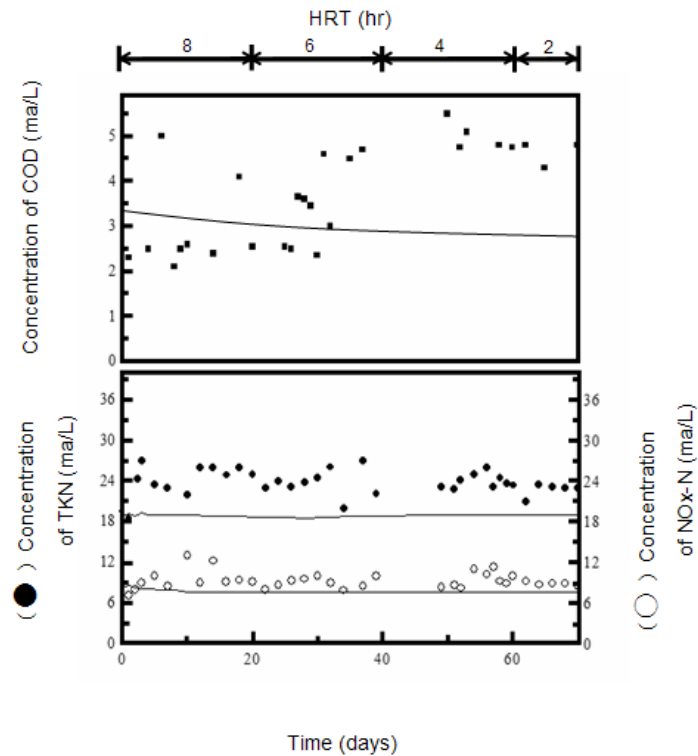 HRT (hr)
8 6 4 2
Concentration of COD (ma/L)
5
4
3
2
1
0
( ● ) Concentration
of TKN (ma/L)
36
30
24
18
12
6
0
36
30
24
18
12
6
0
( ○ ) Concentration
of NOx-N (ma/L)
0 20 40 60
Time (days)